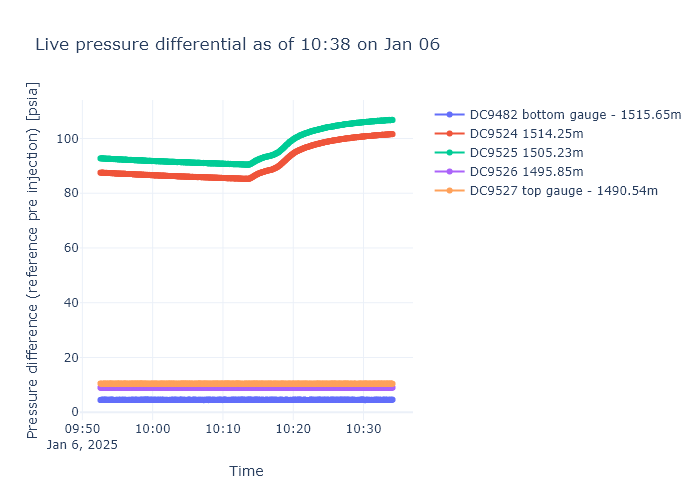 Live pressure differential as of 10:38 on Jan 06
Pressure difference (reference pre injection) [psia]
100
80
60
40
20
0
09:50
Jan 6, 2025
10:00
10:10
10:20
10:30
Time
DC9482 bottom gauge - 1515.65m
DC9524 1514.25m
DC9525 1505.23m
DC9526 1495.85m
DC9527 top gauge - 1490.54m